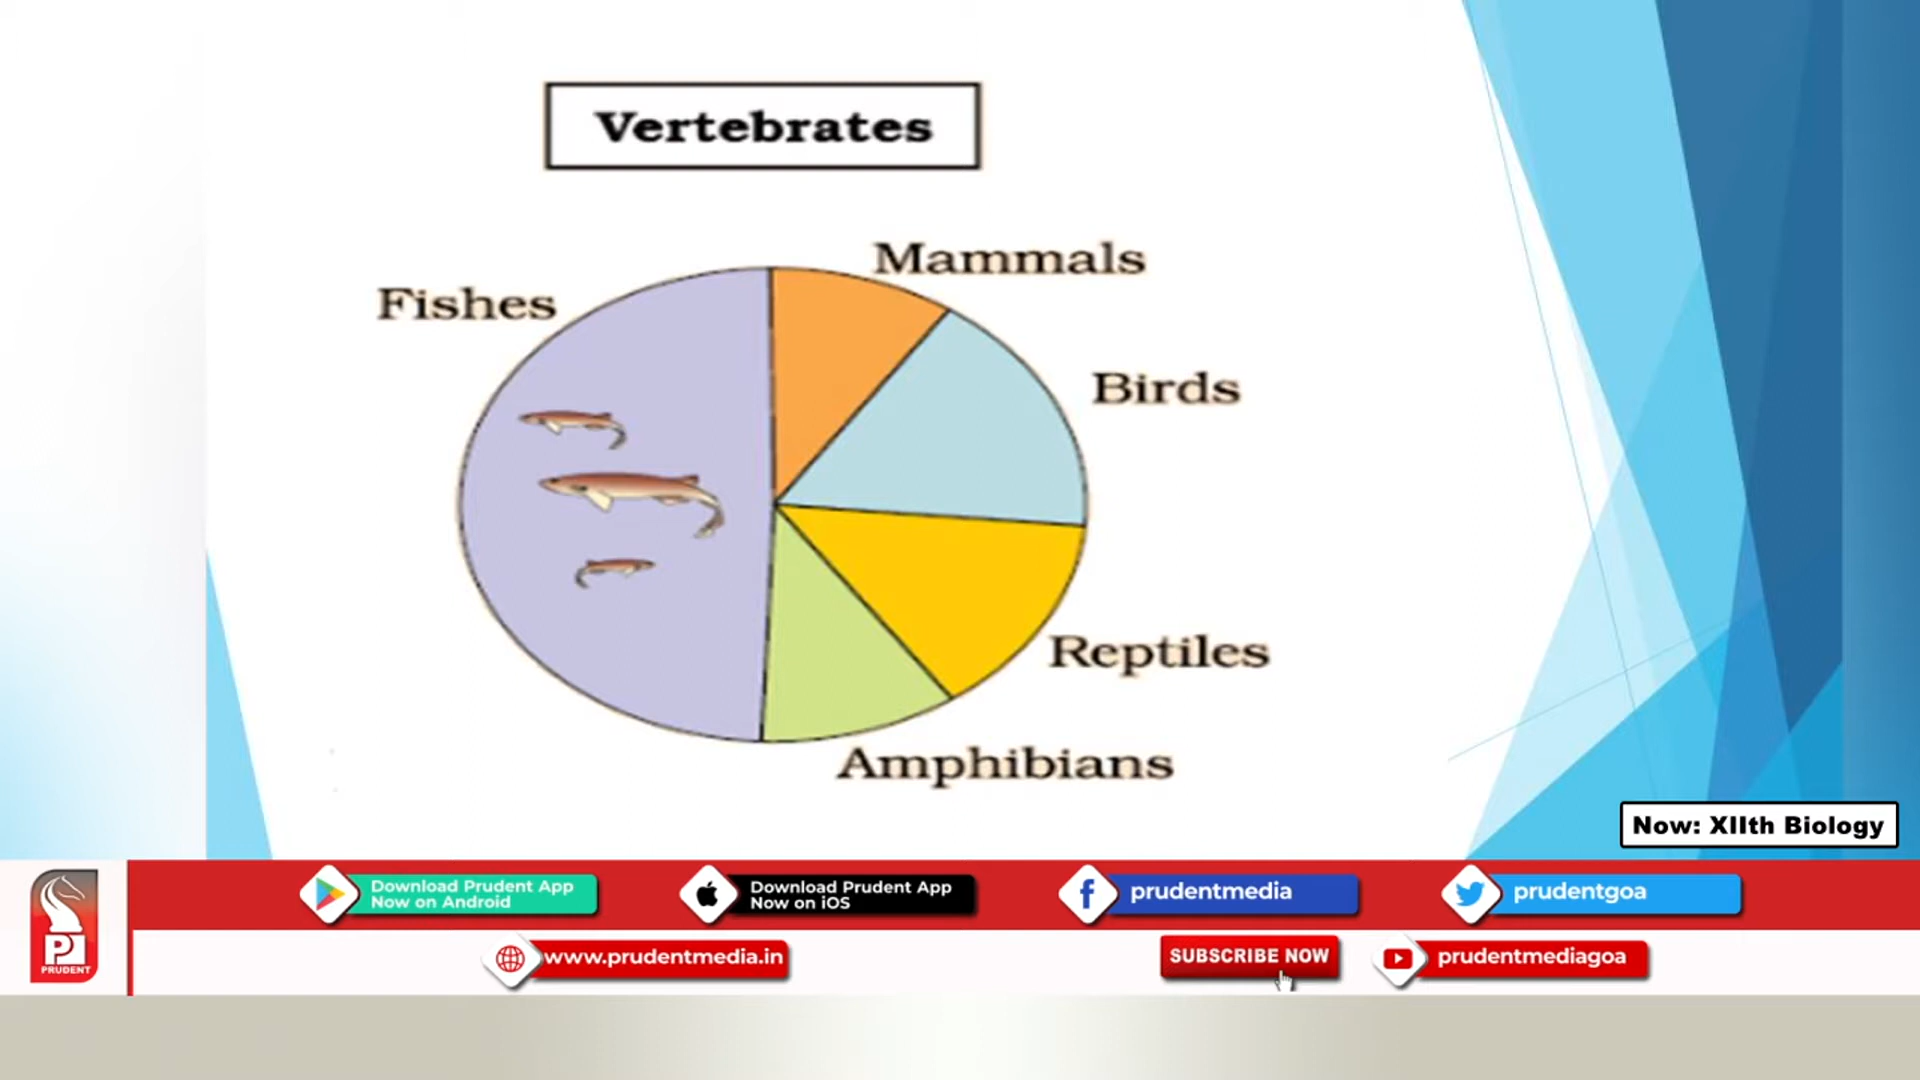 Vertebrates
Mammals
Fishes
Birds
Reptiles
Amphibians
Now: XIIth Biology
Download Prudent App
Now on Android
Download Prudent App
Now on iOS
prudentmedia
prudentgoa
PRUDENT
www.prudentmedia.in
SUBSCRIBE NOW
prudentmediagoa